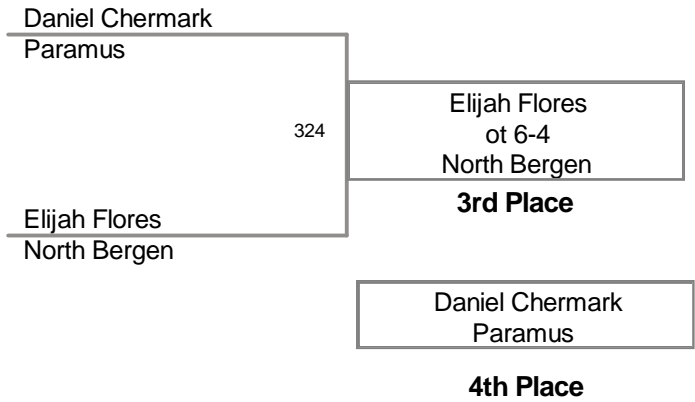 Daniel Chermark
Paramus
324
Elijah Flores
ot 6-4
North Bergen
3rd Place
Elijah Flores
North Bergen
Daniel Chermark
Paramus
4th Place